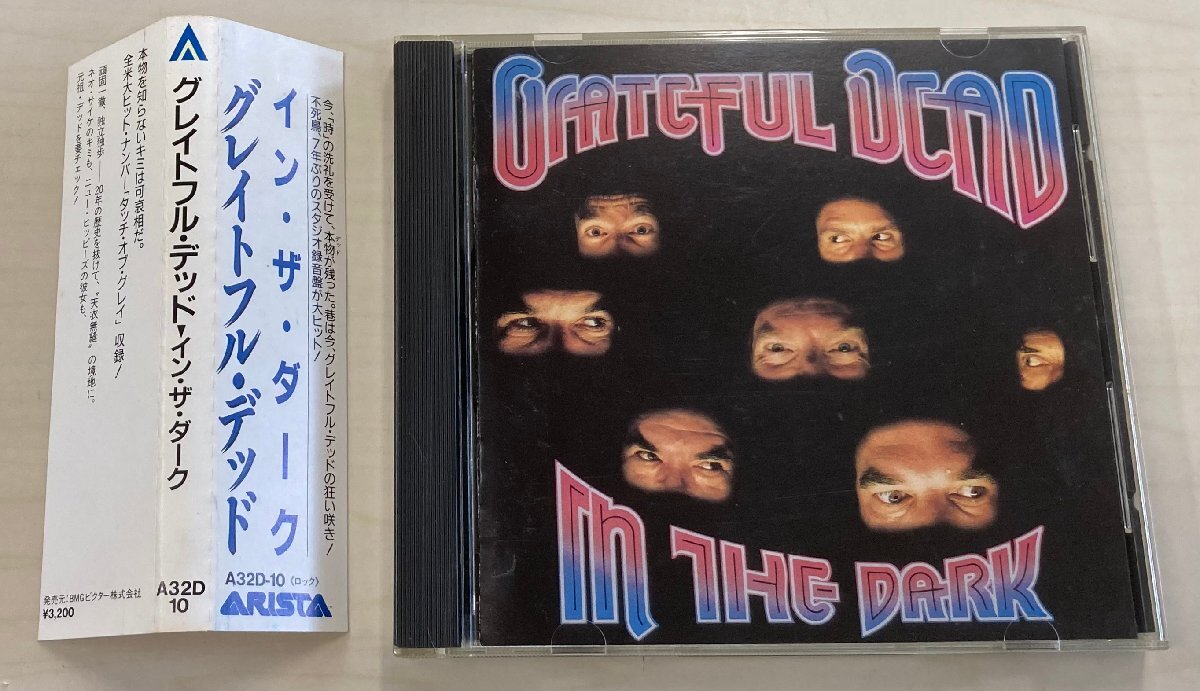 今、「時」の洗礼を受けて、本物が残った。巷は今、グレイトフル・デッドの狂い咲き！
デッド
不死鳥、7年ぶりのスタジオ録音盤が大ヒット！
イン・ザ・ダーク
グレイトフル・デッド
A32D-10〈ロック〉
ARISTA
グレイトフル・デッド－イン・ザ・ダーク
A32D
10
本物を知らないキミは可哀相だ。
全米大ヒット・ナンバー「タッチ・オブ・グレイ」収録！
頑固一徹、独立独歩——20年の歴史を抜けて、“天衣無縫”の境地に。
ネオ・サイケのキミも、ニュー・ヒッピーズの彼女も、
元祖・デッドを要チェック！
発売元:BMGビクター株式会社
¥3,200
GRATEFUL DEAD
IN THE DARK